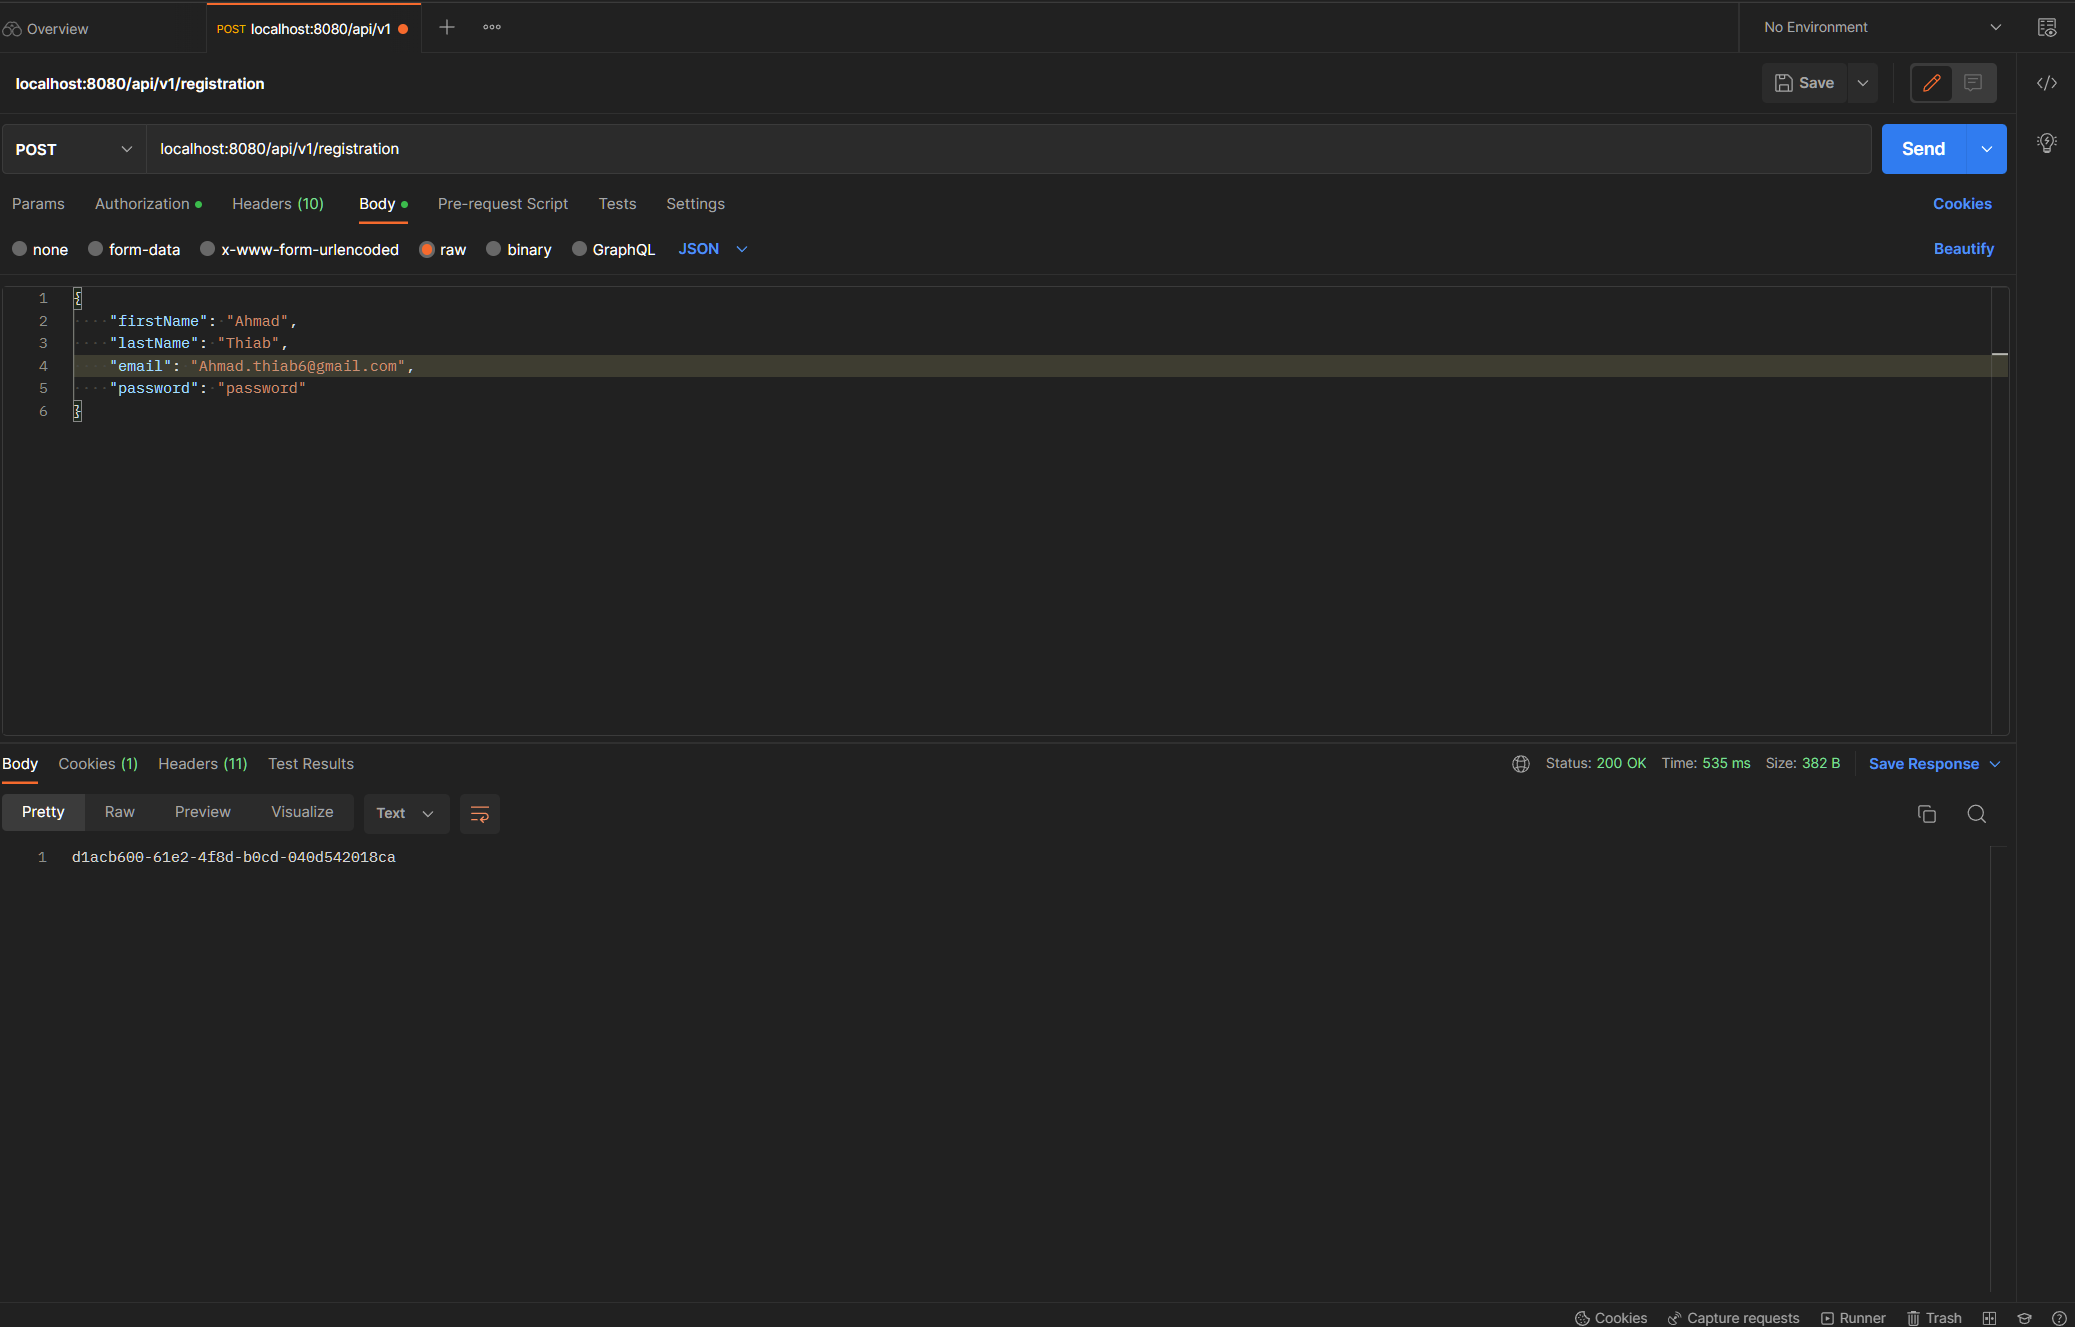 Overview
POST localhost:8080/api/v1
No Environment
localhost:8080/api/v1/registration
Save
POST
localhost:8080/api/v1/registration
Send
Params Authorization Headers (10) Body Pre-request Script Tests Settings Cookies
none form-data x-www-form-urlencoded raw binary GraphQL JSON Beautify
1 {
2 "firstName": "Ahmad",
3 "lastName": "Thiab",
4 "email": "Ahmad.thiab6@gmail.com",
5 "password": "password"
6 }
Body Cookies (1) Headers (11) Test Results Status: 200 OK Time: 535 ms Size: 382 B Save Response
Pretty Raw Preview Visualize Text
1 d1acb600-61e2-4f8d-b0cd-040d542018ca
Cookies Capture requests Runner Trash